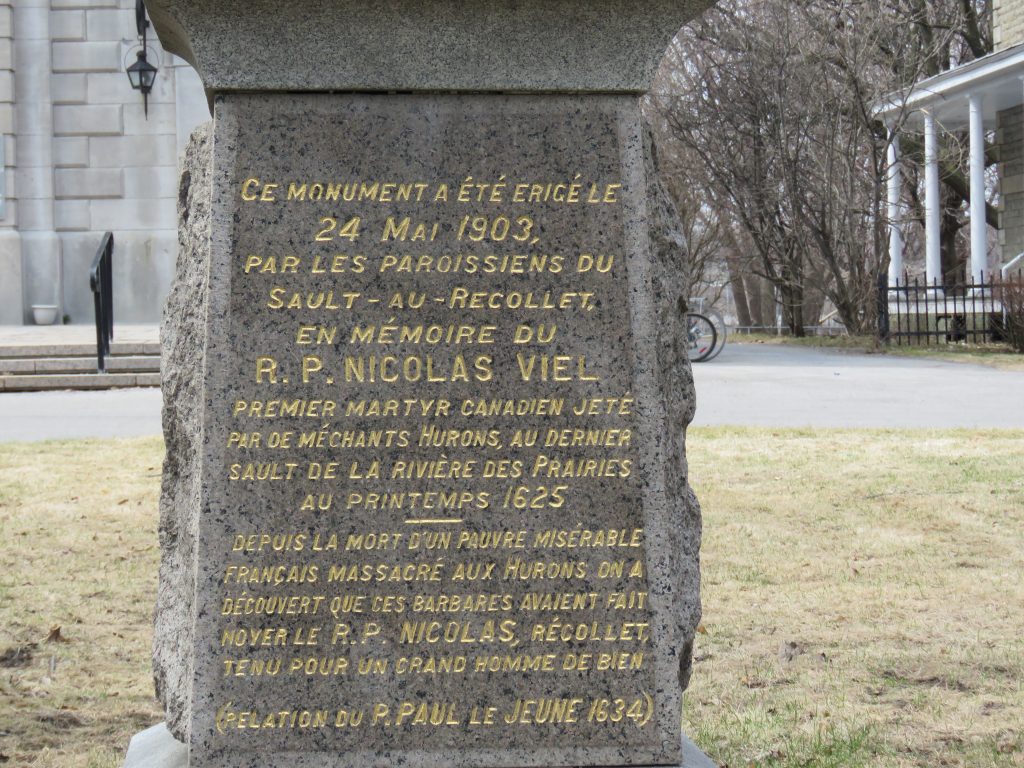 CE MONUMENT A ÉTÉ ERIGÉ LE
24 MAI 1903,
PAR LES PAROISSIENS DU
SAULT-AU-RECOLLET,
EN MÉMOIRE DU
R. P. NICOLAS VIEL
PREMIER MARTYR CANADIEN JETÉ
PAR DE MÉCHANTS HURONS, AU DERNIER
SAULT DE LA RIVIÈRE DES PRAIRIES
AU PRINTEMPS 1625
DEPUIS LA MORT D'UN PAUVRE MISÉRABLE
FRANÇAIS MASSACRÉ AUX HURONS ON A
DÉCOUVERT QUE CES BARBARES AVAIENT FAIT
NOYER LE R. P. NICOLAS, RÉCOLLET,
TENU POUR UN GRAND HOMME DE BIEN
(RELATION DU P. PAUL LE JEUNE 1634)